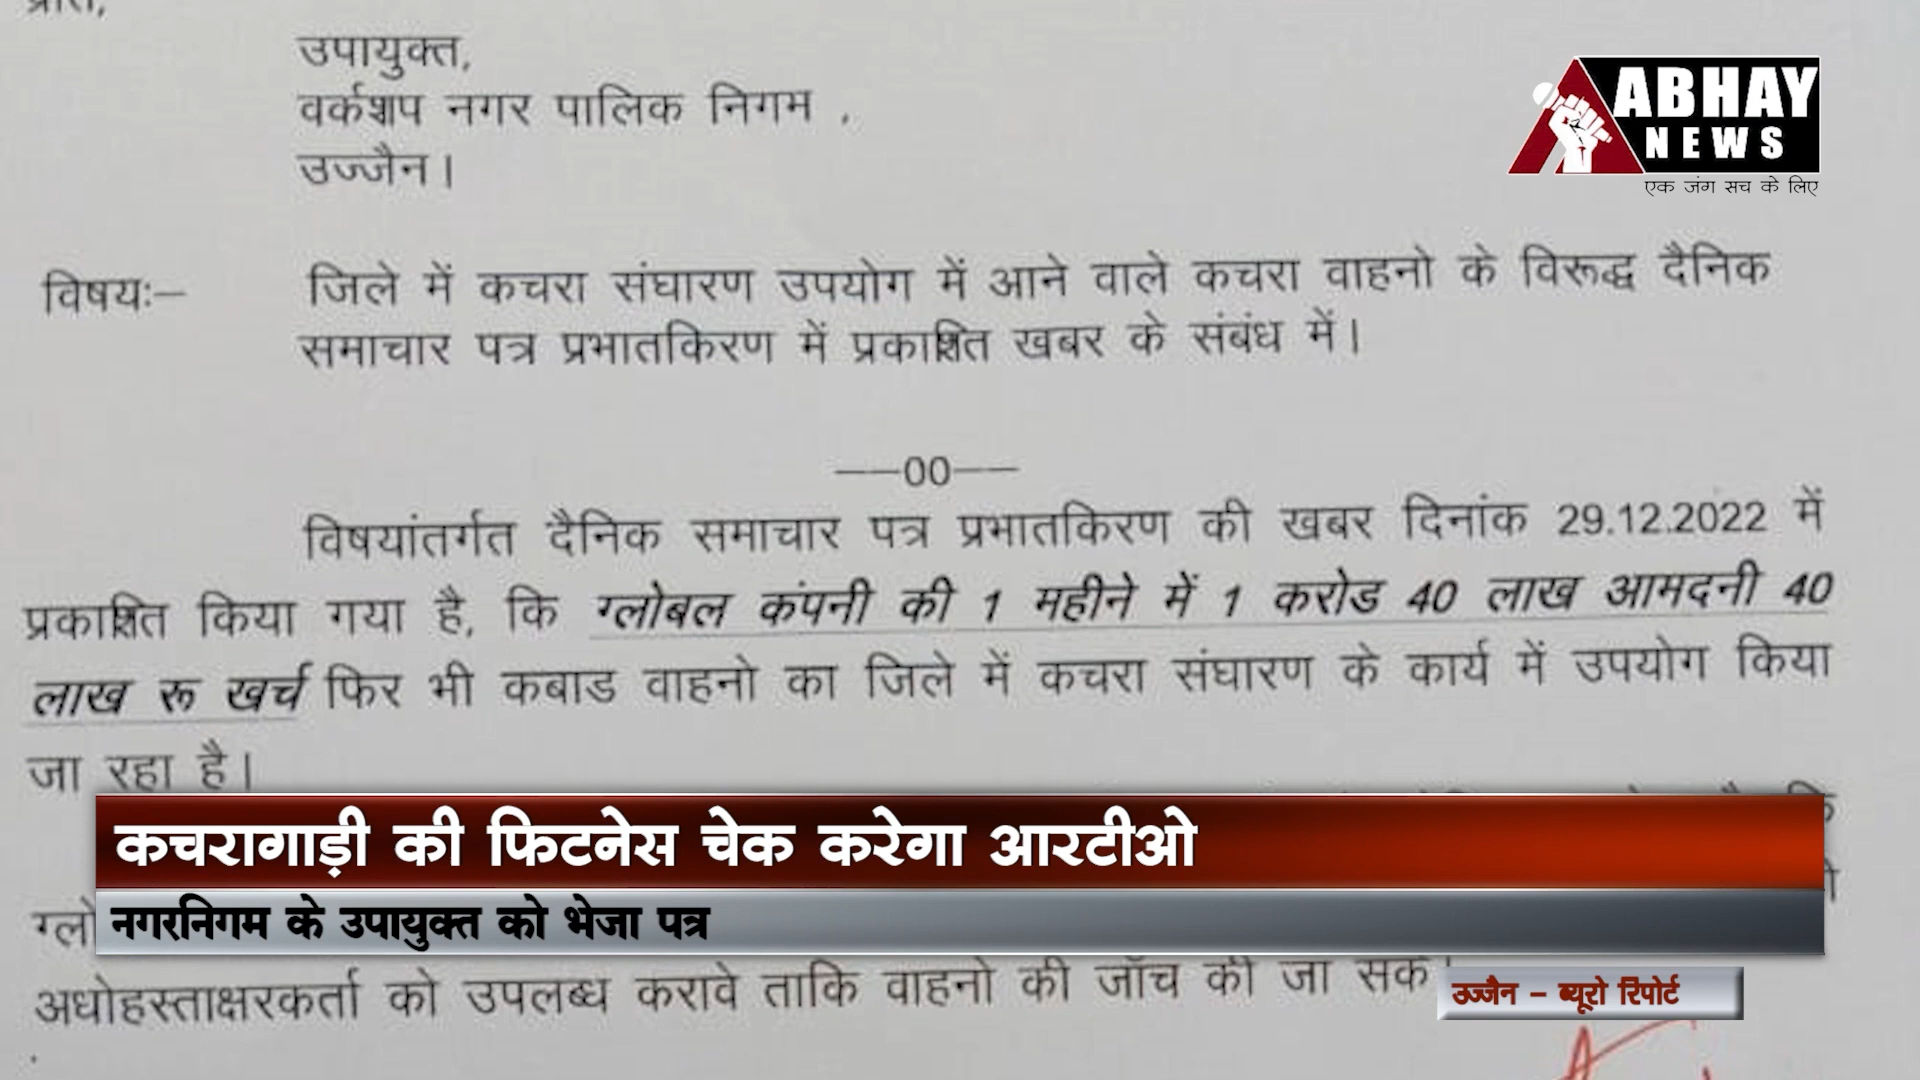 प्रति,
उपायुक्त,
वर्कशाप नगर पालिक निगम ,
उज्जैन।
ABHAY
NEWS
एक जंग सच के लिए
विषयः– जिले में कचरा संघारण उपयोग में आने वाले कचरा वाहनो के विरूद्ध दैनिक
समाचार पत्र प्रभातकिरण में प्रकाशित खबर के संबंध में।
——00——
विषयांतर्गत दैनिक समाचार पत्र प्रभातकिरण की खबर दिनांक 29.12.2022 में
प्रकाशित किया गया है, कि ग्लोबल कंपनी की 1 महीने में 1 करोड 40 लाख आमदनी 40
लाख रू खर्च फिर भी कबाड वाहनो का जिले में कचरा संघारण के कार्य में उपयोग किया
जा रहा है।
कचरागाड़ी की फिटनेस चेक करेगा आरटीओ
नगरनिगम के उपायुक्त को भेजा पत्र
अधोहस्ताक्षरकर्ता को उपलब्ध करावे ताकि वाहनो की जॉच की जा सके।
उज्जैन – ब्यूरो रिपोर्ट